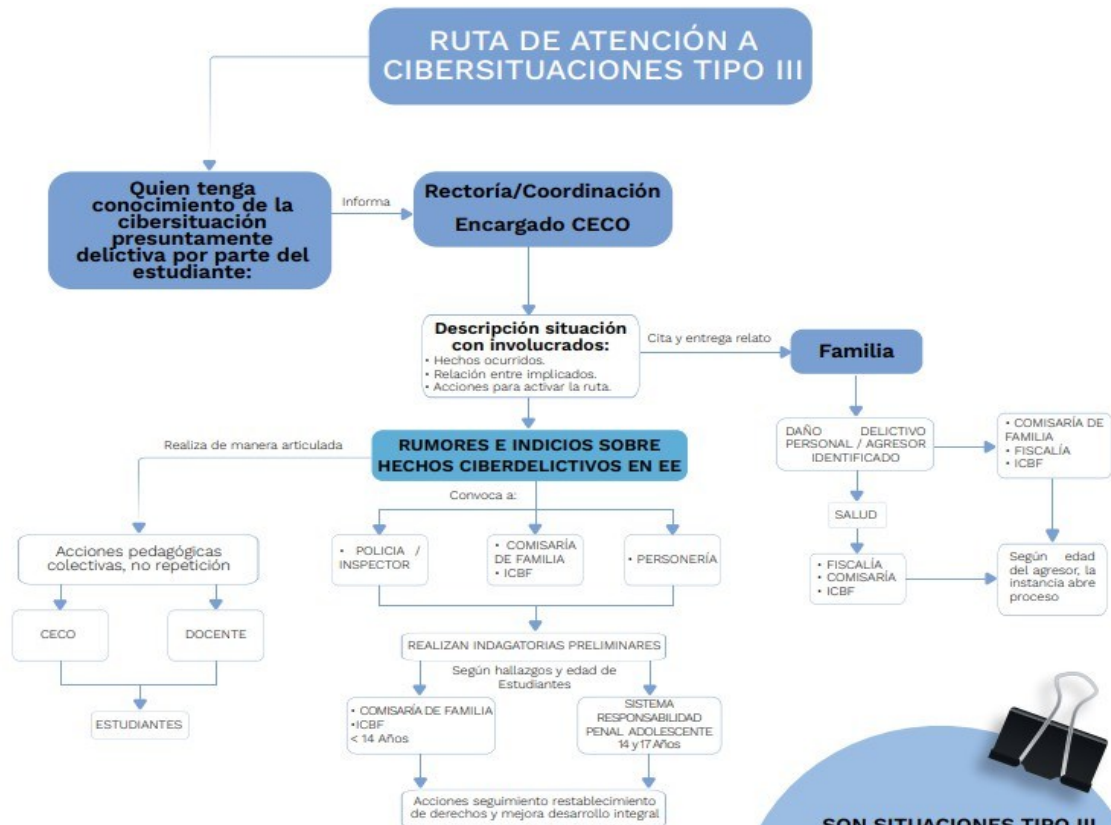 RUTA DE ATENCIÓN A
CIBERSITUACIONES TIPO III
Quien tenga
conocimiento de la
cibersituación
presuntamente
delictiva por parte del
estudiante:
Informa
Rectoría/Coordinación
Encargado CECO
Descripción situación
con involucrados:
• Hechos ocurridos.
• Relación entre implicados.
• Acciones para activar la ruta.
Cita y entrega relato
Familia
DAÑO DELICTIVO
PERSONAL / AGRESOR
IDENTIFICADO
• COMISARÍA DE
FAMILIA
• FISCALÍA
• ICBF
SALUD
• FISCALÍA
• COMISARÍA
• ICBF
Según edad
del agresor, la
instancia abre
proceso
Realiza de manera articulada
RUMORES E INDICIOS SOBRE
HECHOS CIBERDELICTIVOS EN EE
Convoca a:
Acciones pedagógicas
colectivas, no repetición
CECO
DOCENTE
ESTUDIANTES
• POLICIA /
INSPECTOR
• COMISARÍA
DE FAMILIA
• ICBF
• PERSONERÍA
REALIZAN INDAGATORIAS PRELIMINARES
Según hallazgos y edad de
Estudiantes
• COMISARÍA DE FAMILIA
•ICBF
< 14 Años
SISTEMA
RESPONSABILIDAD
PENAL ADOLESCENTE
14 y 17 Años
Acciones seguimiento restablecimiento
de derechos y mejora desarrollo integral
SON SITUACIONES TIPO III